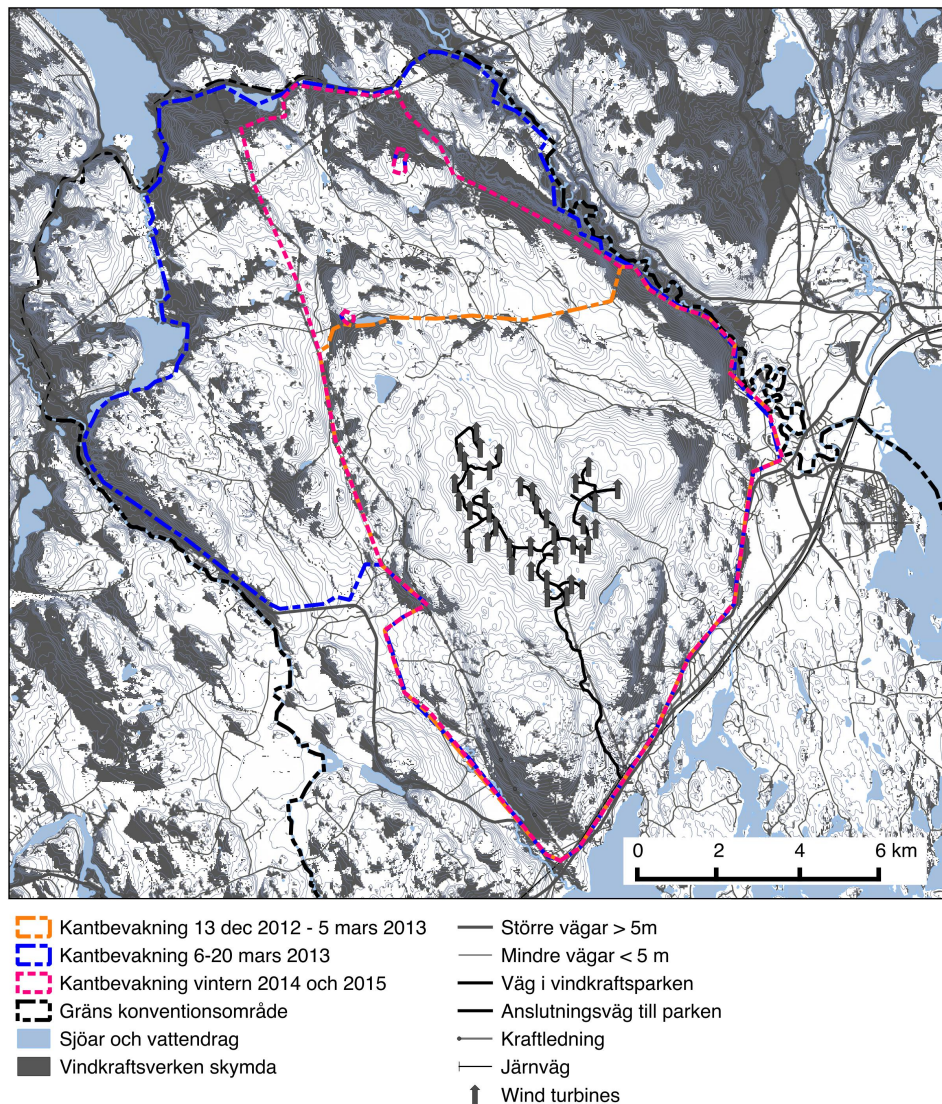 0 2 4 6 km
Kantbevakning 13 dec 2012 - 5 mars 2013
Kantbevakning 6-20 mars 2013
Kantbevakning vintern 2014 och 2015
Gräns konventionsområde
Sjöar och vattendrag
Vindkraftsverken skymda
Större vägar > 5m
Mindre vägar < 5 m
Väg i vindkraftsparken
Anslutningsväg till parken
Kraftledning
Järnväg
Wind turbines